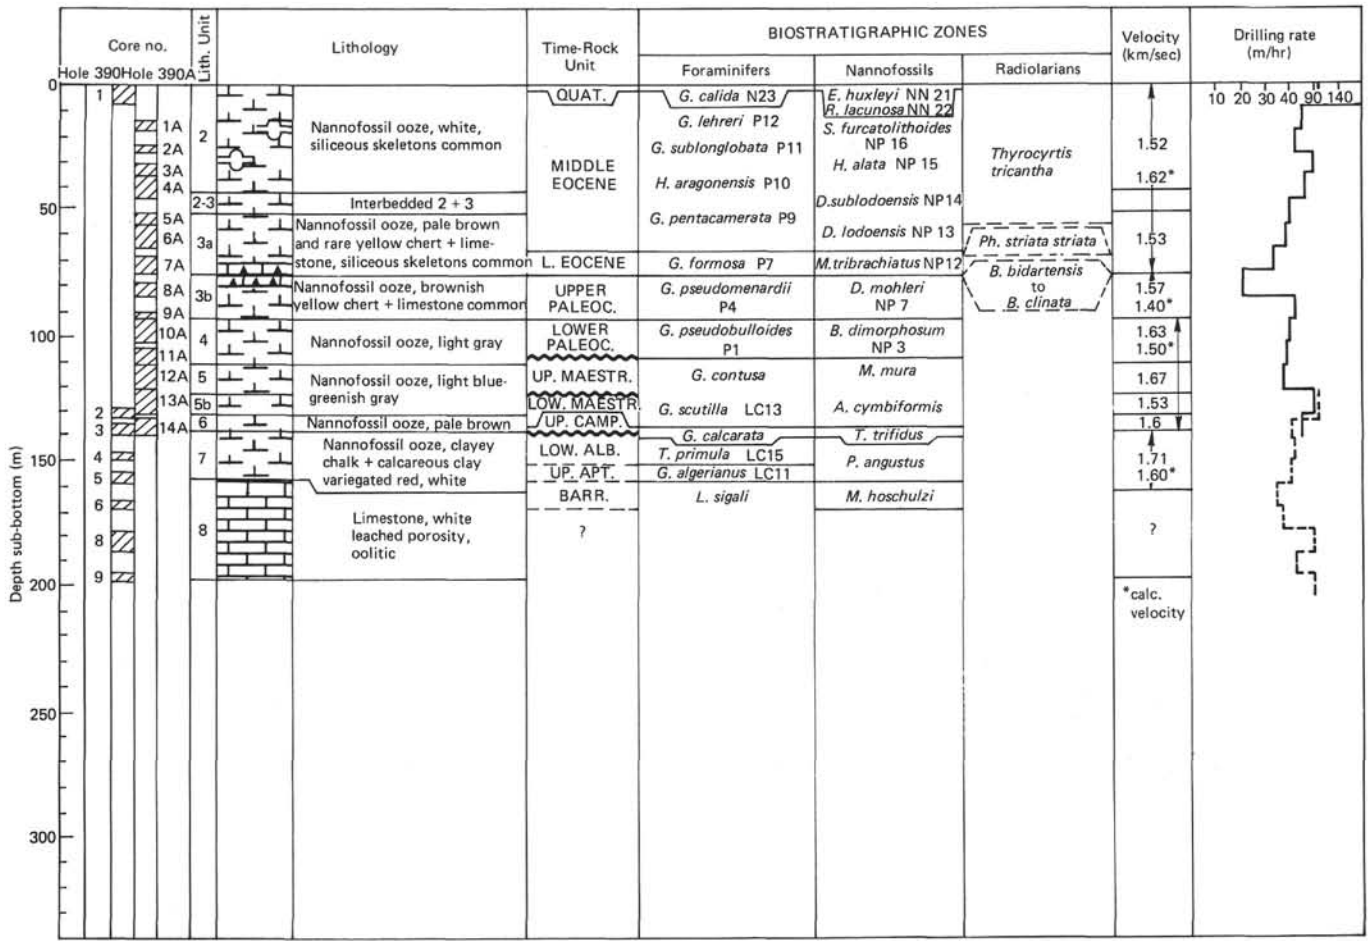 Core no.
Hole 390 Hole 390A
Lith. Unit
Lithology
Time-Rock
Unit
BIOSTRATIGRAPHIC ZONES
Foraminifers
Nannofossils
Radiolarians
Velocity
(km/sec)
Drilling rate
(m/hr)
10 20 30 40 90 140
Depth sub-bottom (m)
0
50
100
150
200
250
300
1
2
3
4
5
6
8
9
1A
2A
3A
4A
5A
6A
7A
8A
9A
10A
11A
12A
13A
14A
2
2-3
3a
3b
4
5
5b
6
7
8
Nannofossil ooze, white,
siliceous skeletons common
Interbedded 2 + 3
Nannofossil ooze, pale brown
and rare yellow chert + lime-
stone, siliceous skeletons common
Nannofossil ooze, brownish
yellow chert + limestone common
Nannofossil ooze, light gray
Nannofossil ooze, light blue-
greenish gray
Nannofossil ooze, pale brown
Nannofossil ooze, clayey
chalk + calcareous clay
variegated red, white
Limestone, white
leached porosity,
oolitic
QUAT.
MIDDLE
EOCENE
L. EOCENE
UPPER
PALEOC.
LOWER
PALEOC.
UP. MAESTR.
LOW. MAESTR.
UP. CAMP.
LOW. ALB.
UP. APT.
BARR.
?
G. calida N23
G. lehreri P12
G. sublonglobata P11
H. aragonensis P10
G. pentacamerata P9
G. formosa P7
G. pseudomenardii
P4
G. pseudobulloides
P1
G. contusa
G. scutilla LC13
G. calcarata
T. primula LC15
G. algerianus LC11
L. sigali
E. huxleyi NN 21
R. lacunosa NN 22
S. furcatolithoides
NP 16
H. alata NP 15
D.sublodoensis NP14
D. lodoensis NP 13
M.tribrachiatus NP12
D. mohleri
NP 7
B. dimorphosum
NP 3
M. mura
A. cymbiformis
T. trifidus
P. angustus
M. hoschulzi
Thyrocyrtis
tricantha
Ph. striata striata
B. bidartensis
to
B. clinata
1.52
1.62*
1.53
1.57
1.40*
1.63
1.50*
1.67
1.53
1.6
1.71
1.60*
?
*calc.
velocity